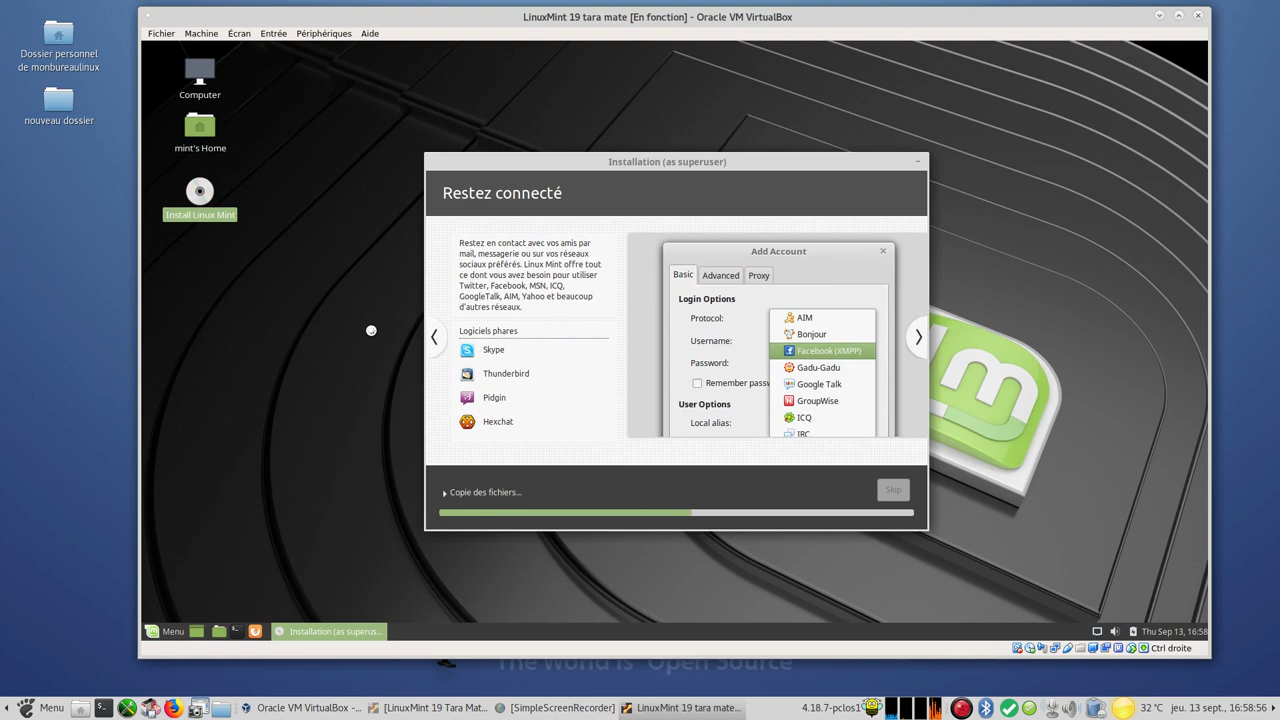 LinuxMint 19 tara mate [En fonction] - Oracle VM VirtualBox
Fichier Machine Écran Entrée Périphériques Aide
Dossier personnel
de monbureaulinux
nouveau dossier
Computer
mint's Home
Install Linux Mint
Installation (as superuser)
Restez connecté
Restez en contact avec vos amis par
mail, messagerie ou sur vos réseaux
sociaux préférés. Linux Mint offre tout
ce dont vous avez besoin pour utiliser
Twitter, Facebook, MSN, ICQ,
GoogleTalk, AIM, Yahoo et beaucoup
d'autres réseaux.
Logiciels phares
Skype
Thunderbird
Pidgin
Hexchat
Add Account
Basic Advanced Proxy
Login Options
Protocol:
Username:
Password:
Remember passw
User Options
Local alias:
AIM
Bonjour
Facebook (XMPP)
Gadu-Gadu
Google Talk
GroupWise
ICQ
IRC
Copie des fichiers...
Skip
Menu Installation (as superus... Thu Sep 13, 16:58
Ctrl droite
The World is Open Source
Menu Oracle VM VirtualBox -... [LinuxMint 19 Tara Mat... [SimpleScreenRecorder] LinuxMint 19 tara mate... 4.18.7-pclos1 32 °C jeu. 13 sept., 16:58:56